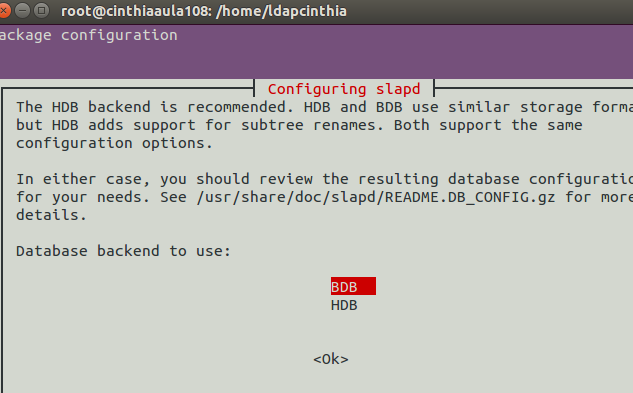 root@cinthiaaula108: /home/ldapcinthia
ackage configuration
Configuring slapd
The HDB backend is recommended. HDB and BDB use similar storage forma
but HDB adds support for subtree renames. Both support the same
configuration options.
In either case, you should review the resulting database configuratio
for your needs. See /usr/share/doc/slapd/README.DB_CONFIG.gz for more
details.
Database backend to use:
BDB
HDB
<Ok>